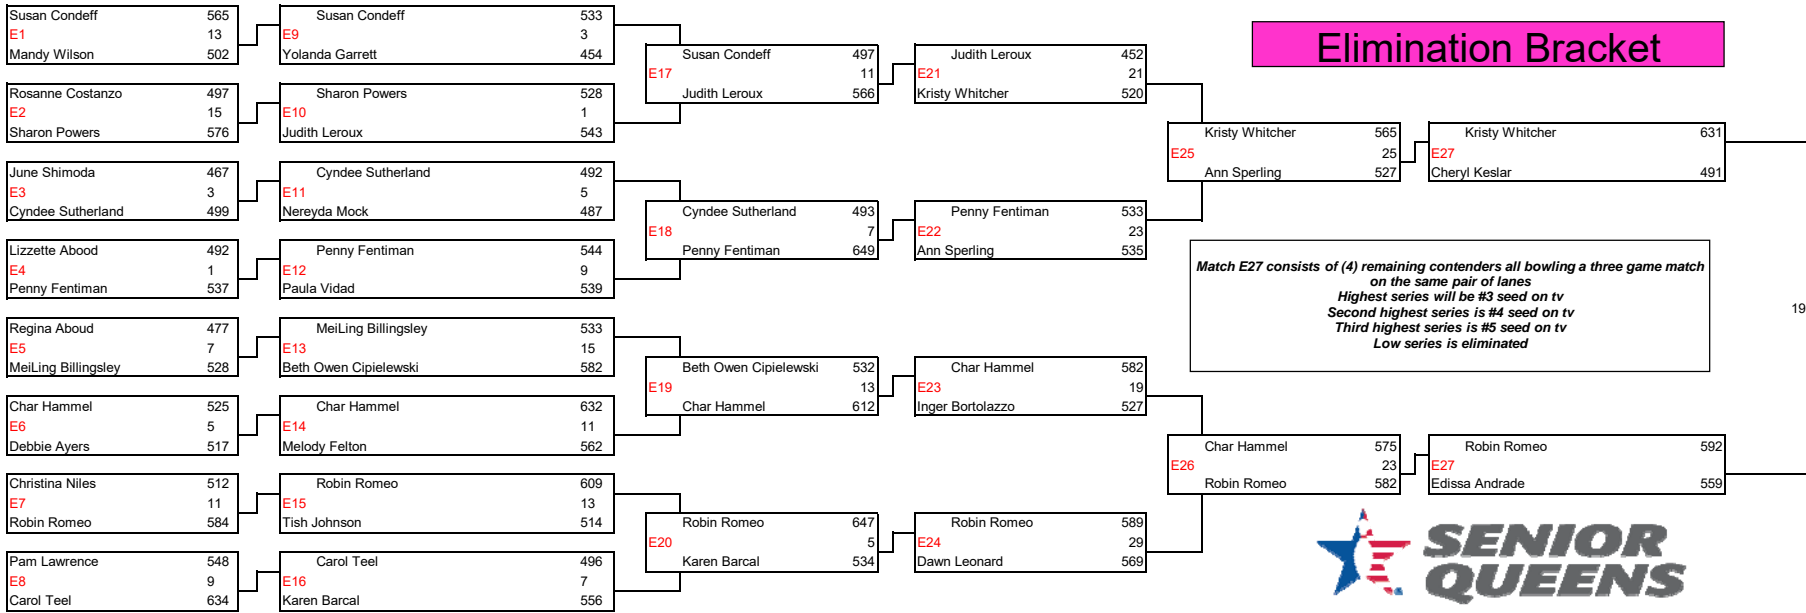 Elimination Bracket
Susan Condeff 565
E1 13
Mandy Wilson 502
Rosanne Costanzo 497
E2 15
Sharon Powers 576
June Shimoda 467
E3 3
Cyndee Sutherland 499
Lizzette Abood 492
E4 1
Penny Fentiman 537
Regina Aboud 477
E5 7
MeiLing Billingsley 528
Char Hammel 525
E6 5
Debbie Ayers 517
Christina Niles 512
E7 11
Robin Romeo 584
Pam Lawrence 548
E8 9
Carol Teel 634
Susan Condeff 533
E9 3
Yolanda Garrett 454
Sharon Powers 528
E10 1
Judith Leroux 543
Cyndee Sutherland 492
E11 5
Nereyda Mock 487
Penny Fentiman 544
E12 9
Paula Vidad 539
MeiLing Billingsley 533
E13 15
Beth Owen Cipielewski 582
Char Hammel 632
E14 11
Melody Felton 562
Robin Romeo 609
E15 13
Tish Johnson 514
Carol Teel 496
E16 7
Karen Barcal 556
Susan Condeff 497
E17 11
Judith Leroux 566
Cyndee Sutherland 493
E18 7
Penny Fentiman 649
Beth Owen Cipielewski 532
E19 13
Char Hammel 612
Robin Romeo 647
E20 5
Karen Barcal 534
Judith Leroux 452
E21 21
Kristy Whitcher 520
Penny Fentiman 533
E22 23
Ann Sperling 535
Char Hammel 582
E23 19
Inger Bortolazzo 527
Robin Romeo 589
E24 29
Dawn Leonard 569
Kristy Whitcher 565
E25 25
Ann Sperling 527
Char Hammel 575
E26 23
Robin Romeo 582
Kristy Whitcher 631
E27
Cheryl Keslar 491
Robin Romeo 592
E27
Edissa Andrade 559
Match E27 consists of (4) remaining contenders all bowling a three game match
on the same pair of lanes
Highest series will be #3 seed on tv
Second highest series is #4 seed on tv
Third highest series is #5 seed on tv
Low series is eliminated
19
SENIOR
QUEENS